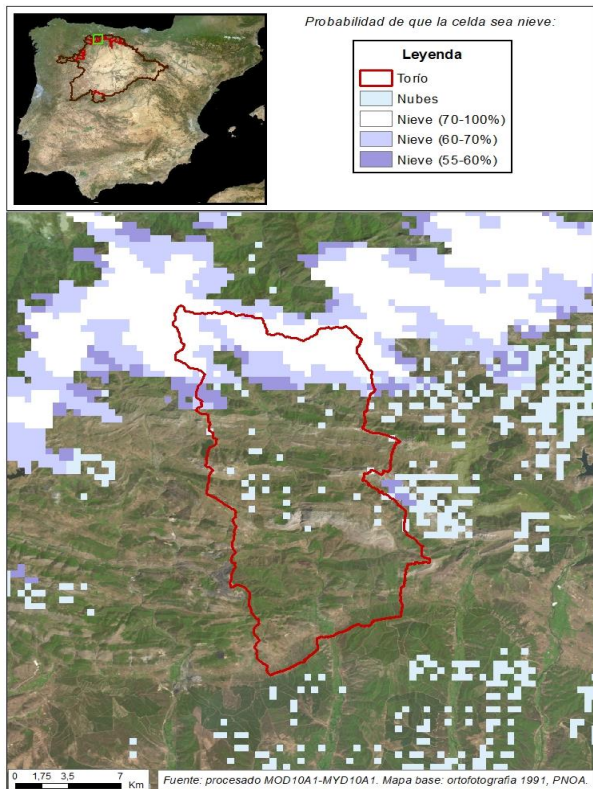 Probabilidad de que la celda sea nieve:
Leyenda
Torío
Nubes
Nieve (70-100%)
Nieve (60-70%)
Nieve (55-60%)
0 1,75 3,5 7
Km
Fuente: procesado MOD10A1-MYD10A1. Mapa base: ortofotografia 1991, PNOA.